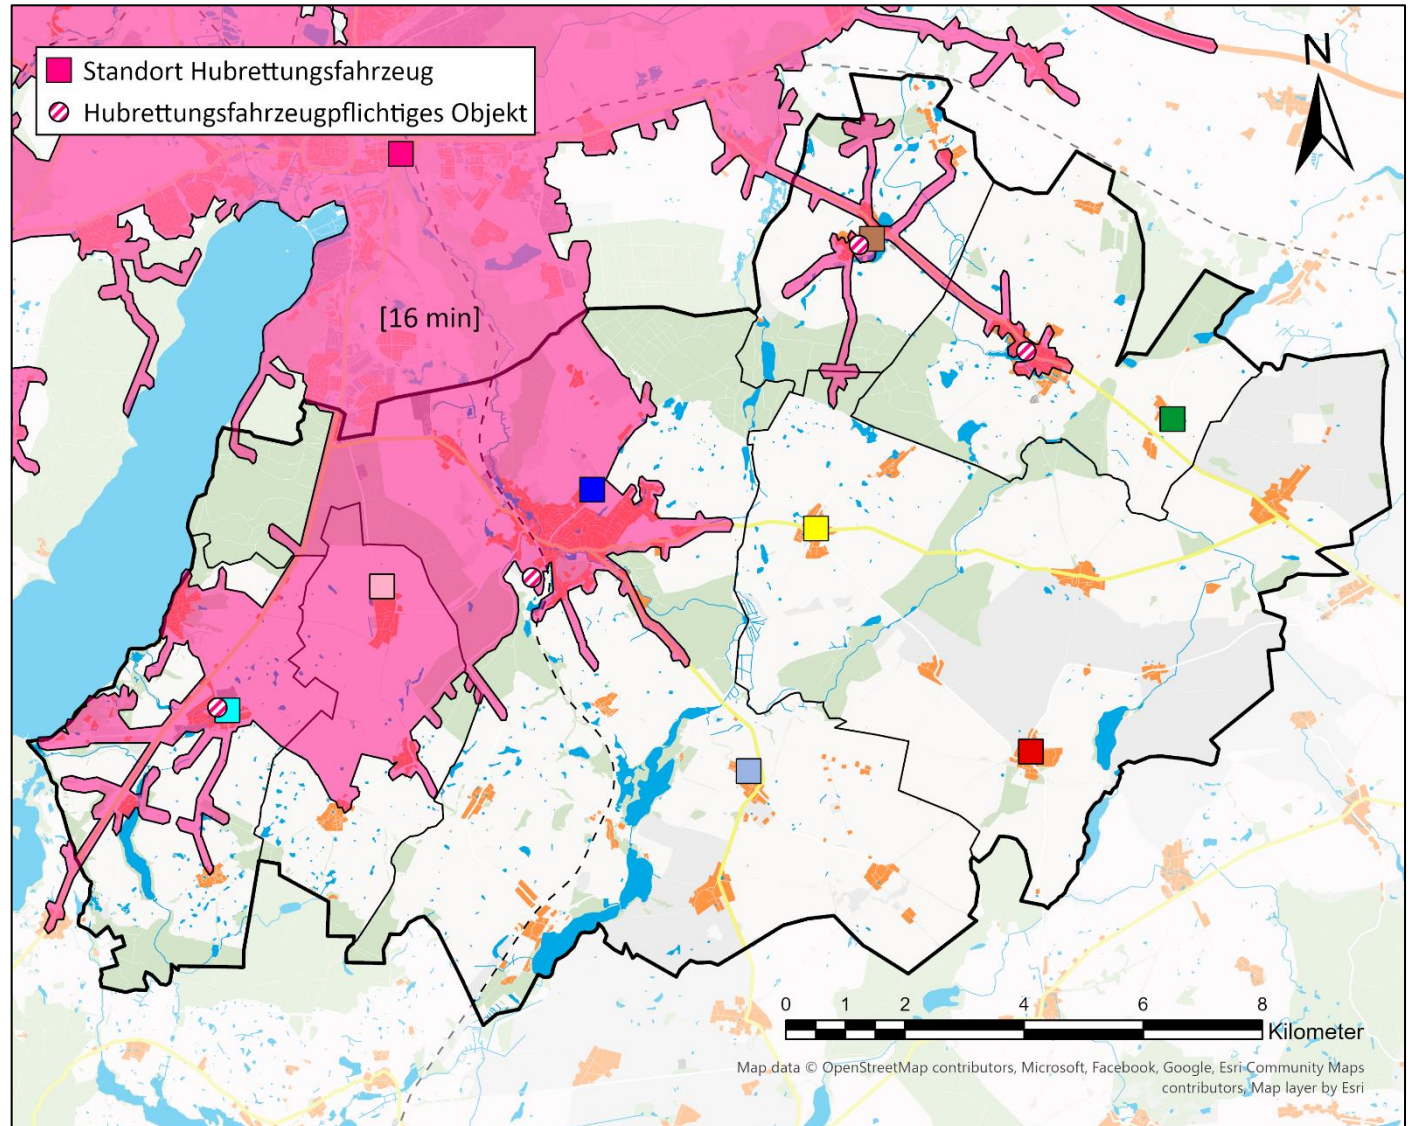 Standort Hubrettungsfahrzeug
Hubrettungsfahrzeugpflichtiges Objekt
N
[16 min]
0 1 2 4 6 8
Kilometer
Map data © OpenStreetMap contributors, Microsoft, Facebook, Google, Esri Community Maps
contributors, Map layer by Esri